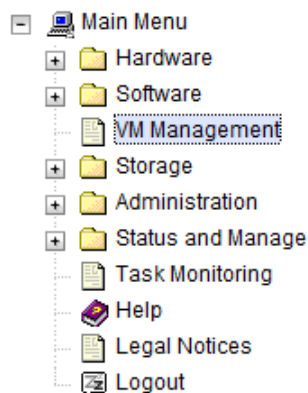 Main Menu
Hardware
Software
VM Management
Storage
Administration
Status and Manage
Task Monitoring
Help
Legal Notices
Logout